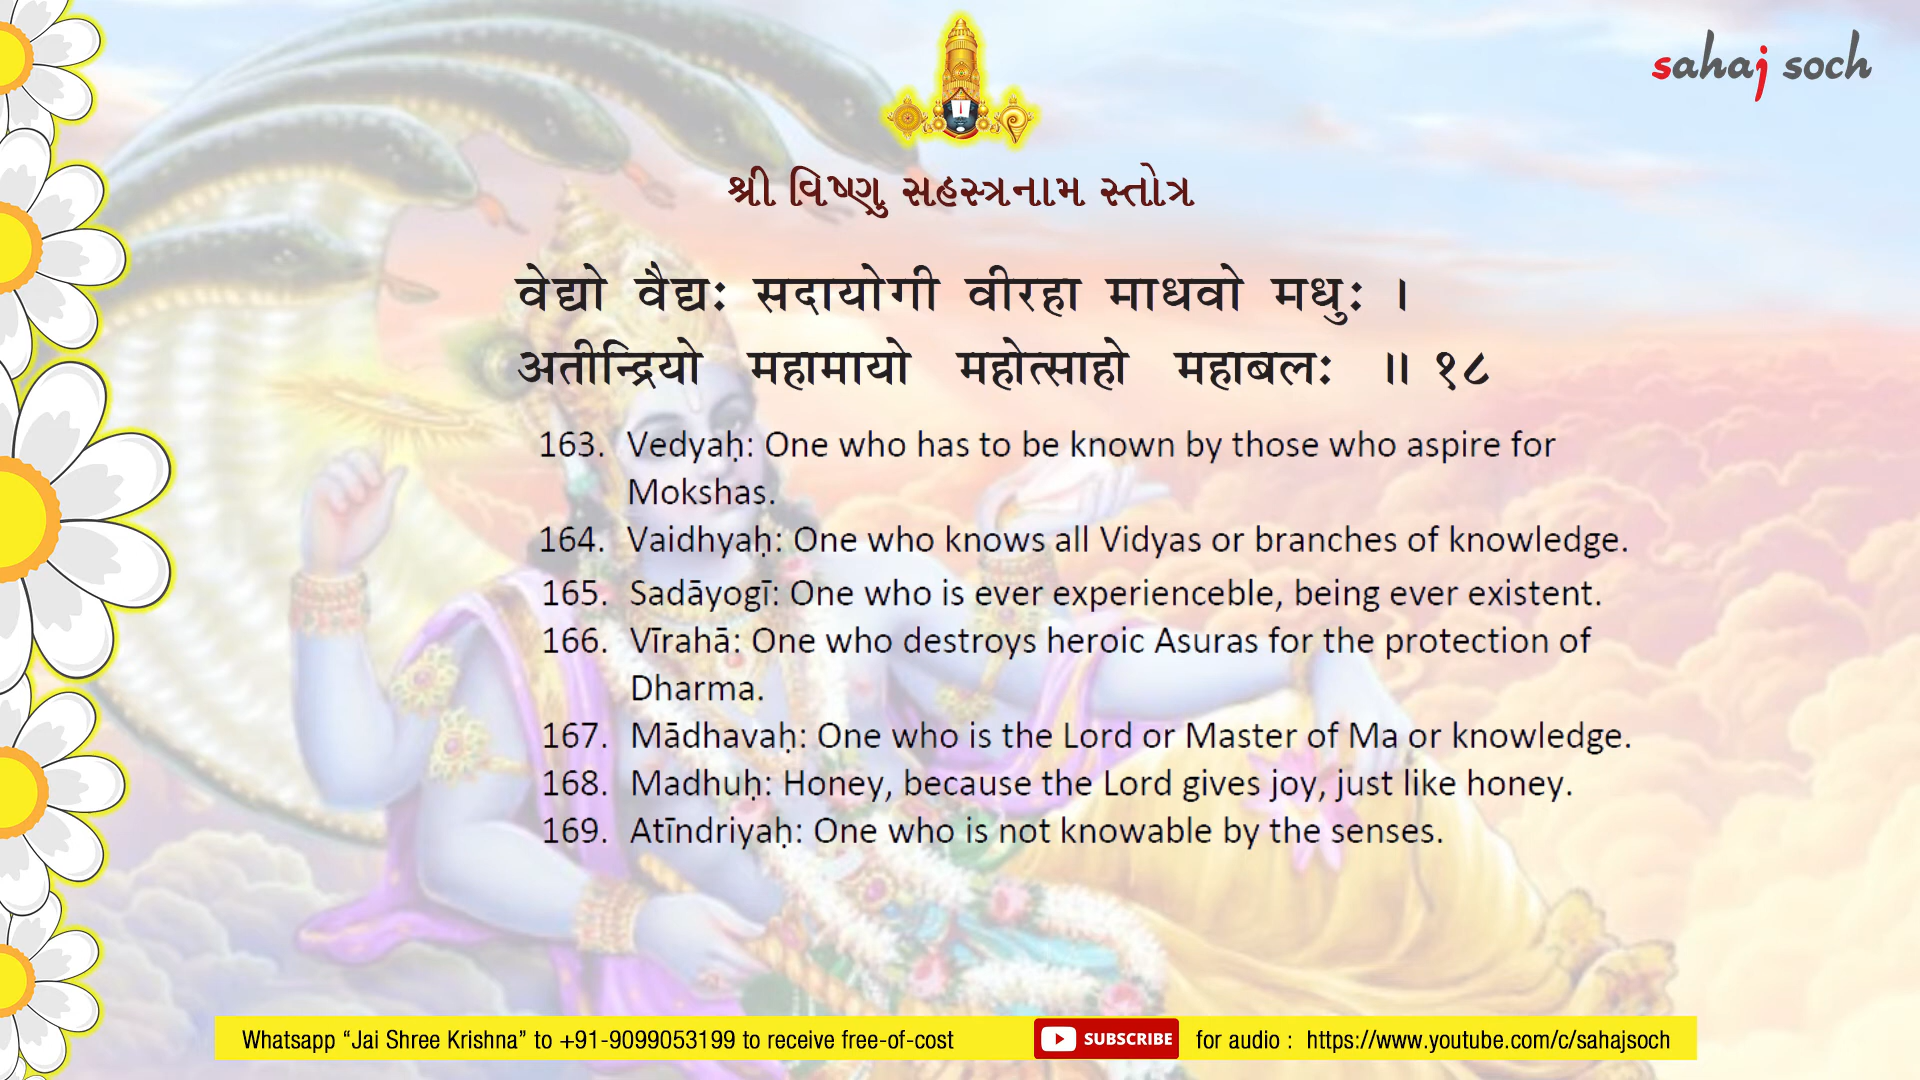 sahaj soch
શ્રી વિષ્ણુ સહસ્ત્રનામ સ્તોત્ર
वेद्यो वैद्यः सदायोगी वीरहा माधवो मधुः ।
अतीन्द्रियो महामायो महोत्साहो महाबलः ॥ १८
163. Vedyaḥ: One who has to be known by those who aspire for
Mokshas.
164. Vaidhyaḥ: One who knows all Vidyas or branches of knowledge.
165. Sadāyogī: One who is ever experienceble, being ever existent.
166. Vīrahā: One who destroys heroic Asuras for the protection of
Dharma.
167. Mādhavaḥ: One who is the Lord or Master of Ma or knowledge.
168. Madhuḥ: Honey, because the Lord gives joy, just like honey.
169. Atīndriyaḥ: One who is not knowable by the senses.
Whatsapp “Jai Shree Krishna” to +91-9099053199 to receive free-of-cost SUBSCRIBE for audio : https://www.youtube.com/c/sahajsoch